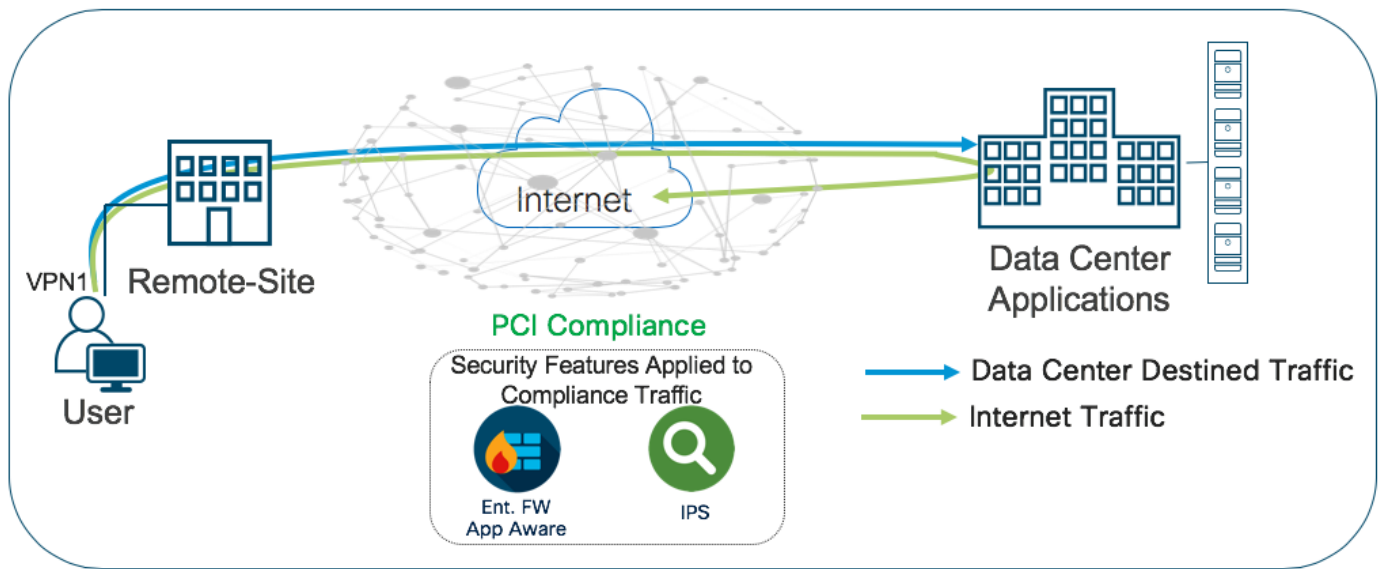 Internet
VPN1
Remote-Site
User
Data Center
Applications
PCI Compliance
Security Features Applied to
Compliance Traffic
Ent. FW
App Aware
IPS
Data Center Destined Traffic
Internet Traffic